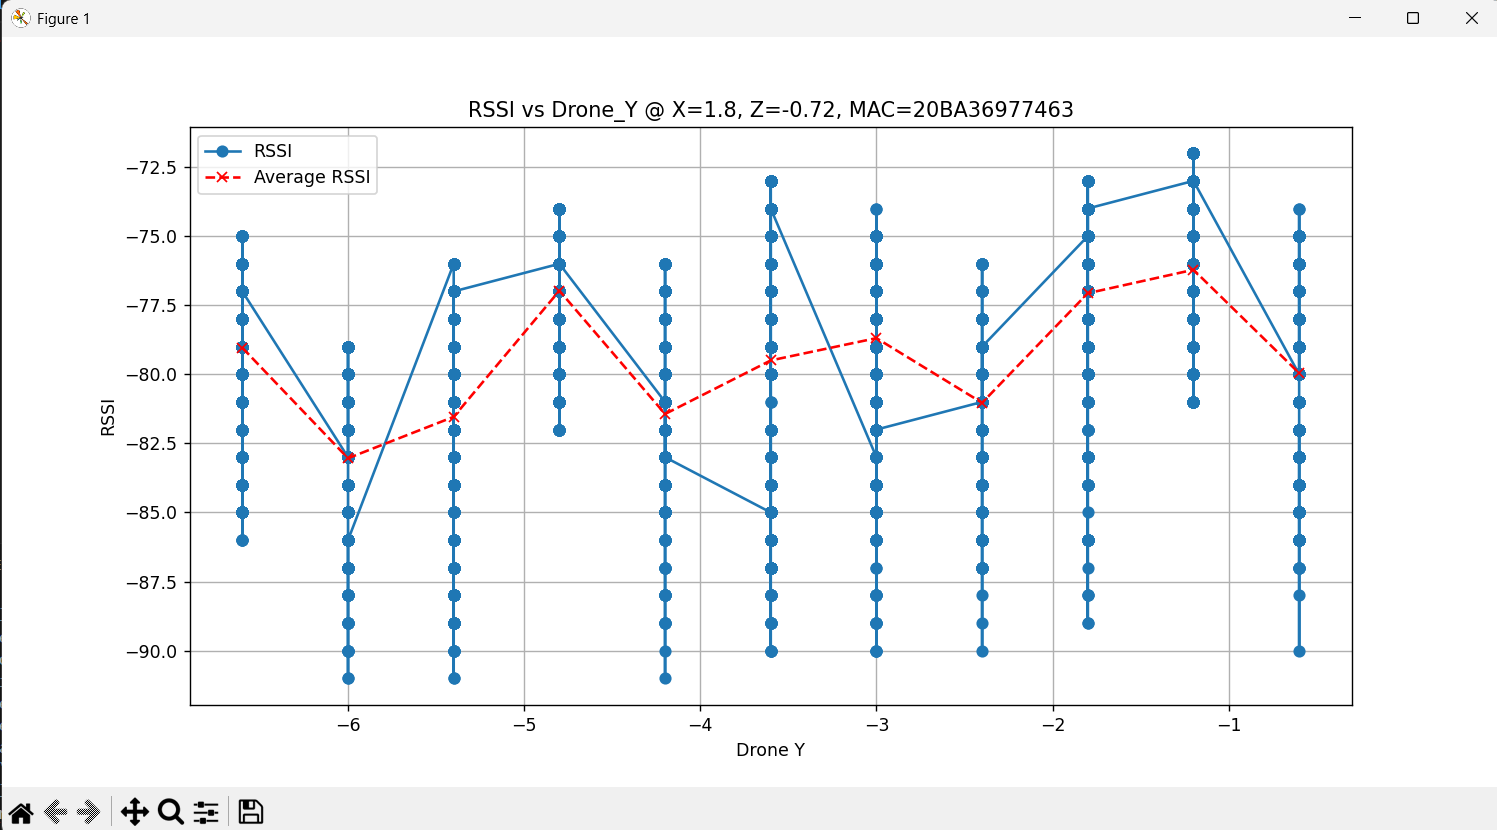 Figure 1
RSSI vs Drone_Y @ X=1.8, Z=-0.72, MAC=20BA36977463
RSSI
Average RSSI
−72.5
−75.0
−77.5
−80.0
−82.5
−85.0
−87.5
−90.0
RSSI
−6 −5 −4 −3 −2 −1
Drone Y